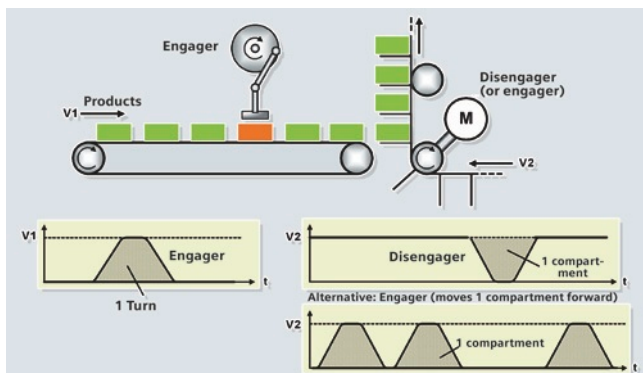 Engager
Products
V1
Disengager
(or engager)
M
V2
V1
Engager
1 Turn
t
V2
Disengager
1 compart-
ment
t
Alternative: Engager (moves 1 compartment forward)
V2
1 compartment
t